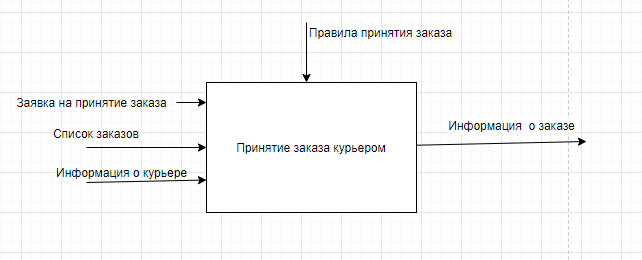 Правила принятия заказа
Заявка на принятие заказа
Список заказов
Информация о заказе
Принятие заказа курьером
Информация о курьере